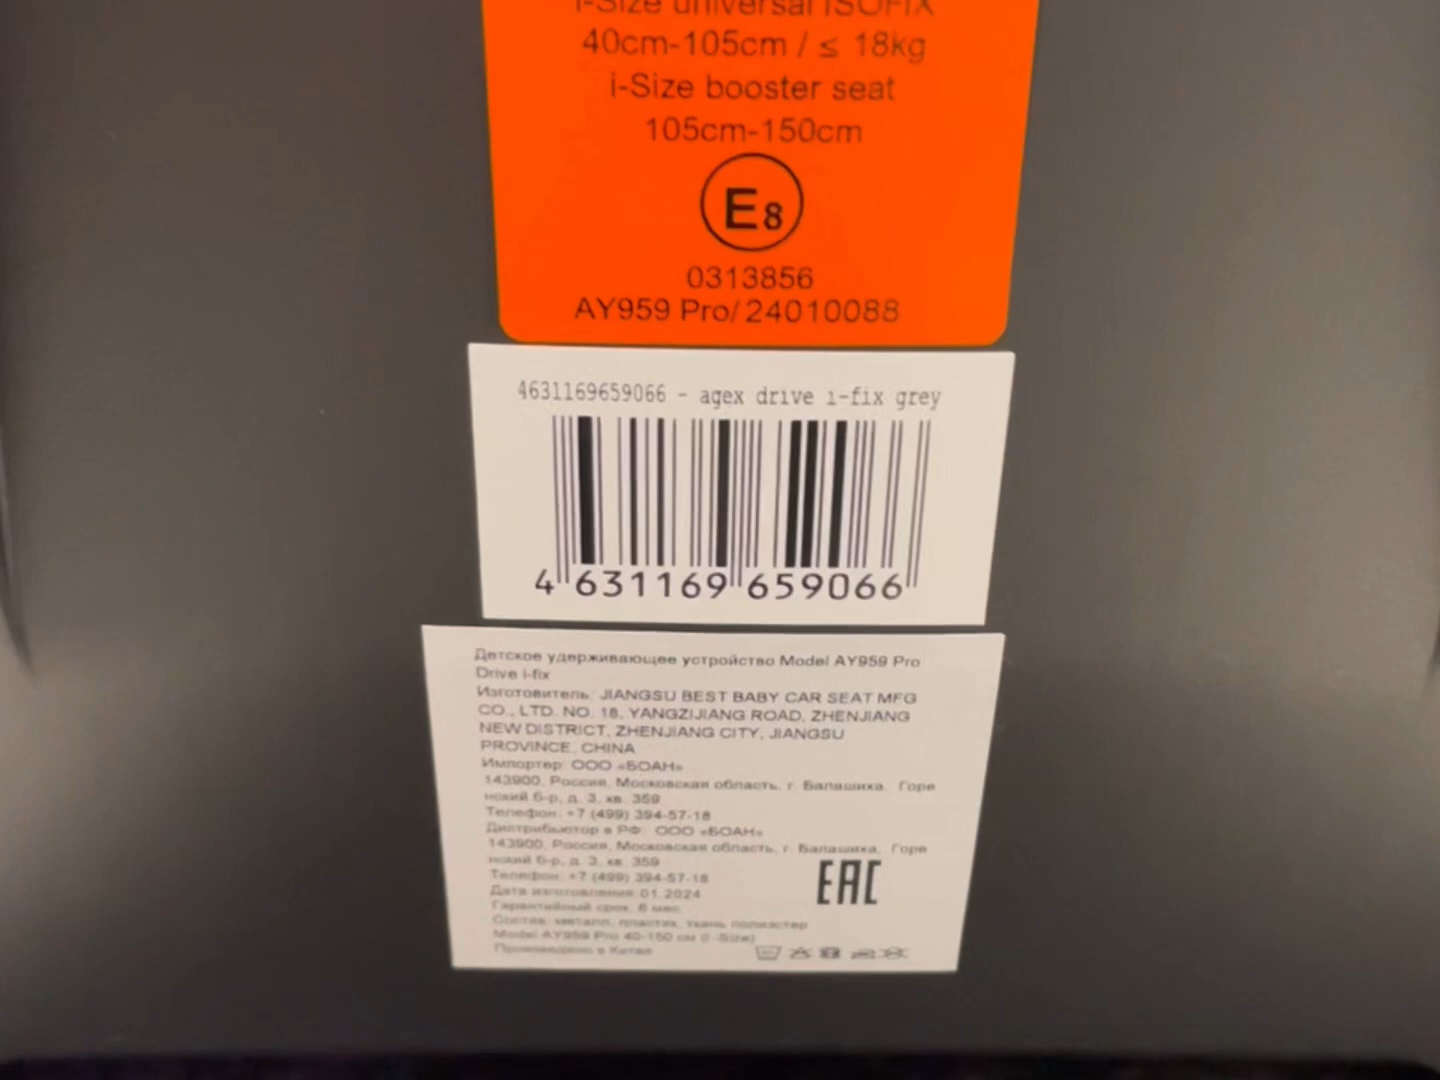 i-Size universal ISOFIX
40cm-105cm / ≤ 18kg
i-Size booster seat
105cm-150cm
E8
0313856
AY959 Pro/ 24010088
4631169659066 - agex drive i-fix grey
4 631169 659066
Детское удерживающее устройство Model AY959 Pro
Drive i-fix
Изготовитель: JIANGSU BEST BABY CAR SEAT MFG
CO., LTD. NO. 18, YANGZIJIANG ROAD, ZHENJIANG
NEW DISTRICT, ZHENJIANG CITY, JIANGSU
PROVINCE, CHINA
Импортер: ООО «БОАН»
143900, Россия, Московская область, г. Балашиха, Горе
нский б-р, д. 3, кв. 359
Телефон: +7 (499) 394-57-18
Дистрибьютор в РФ: ООО «БОАН»
143900, Россия, Московская область, г. Балашиха, Горе
нский б-р, д. 3, кв. 359
Телефон: +7 (499) 394-57-18
Дата изготовления: 01.2024
Гарантийный срок: 6 мес.
Состав: металл, пластик, ткань полиэстер
Model AY959 Pro 40-150 см (i-Size)
Произведено в Китае
EAC